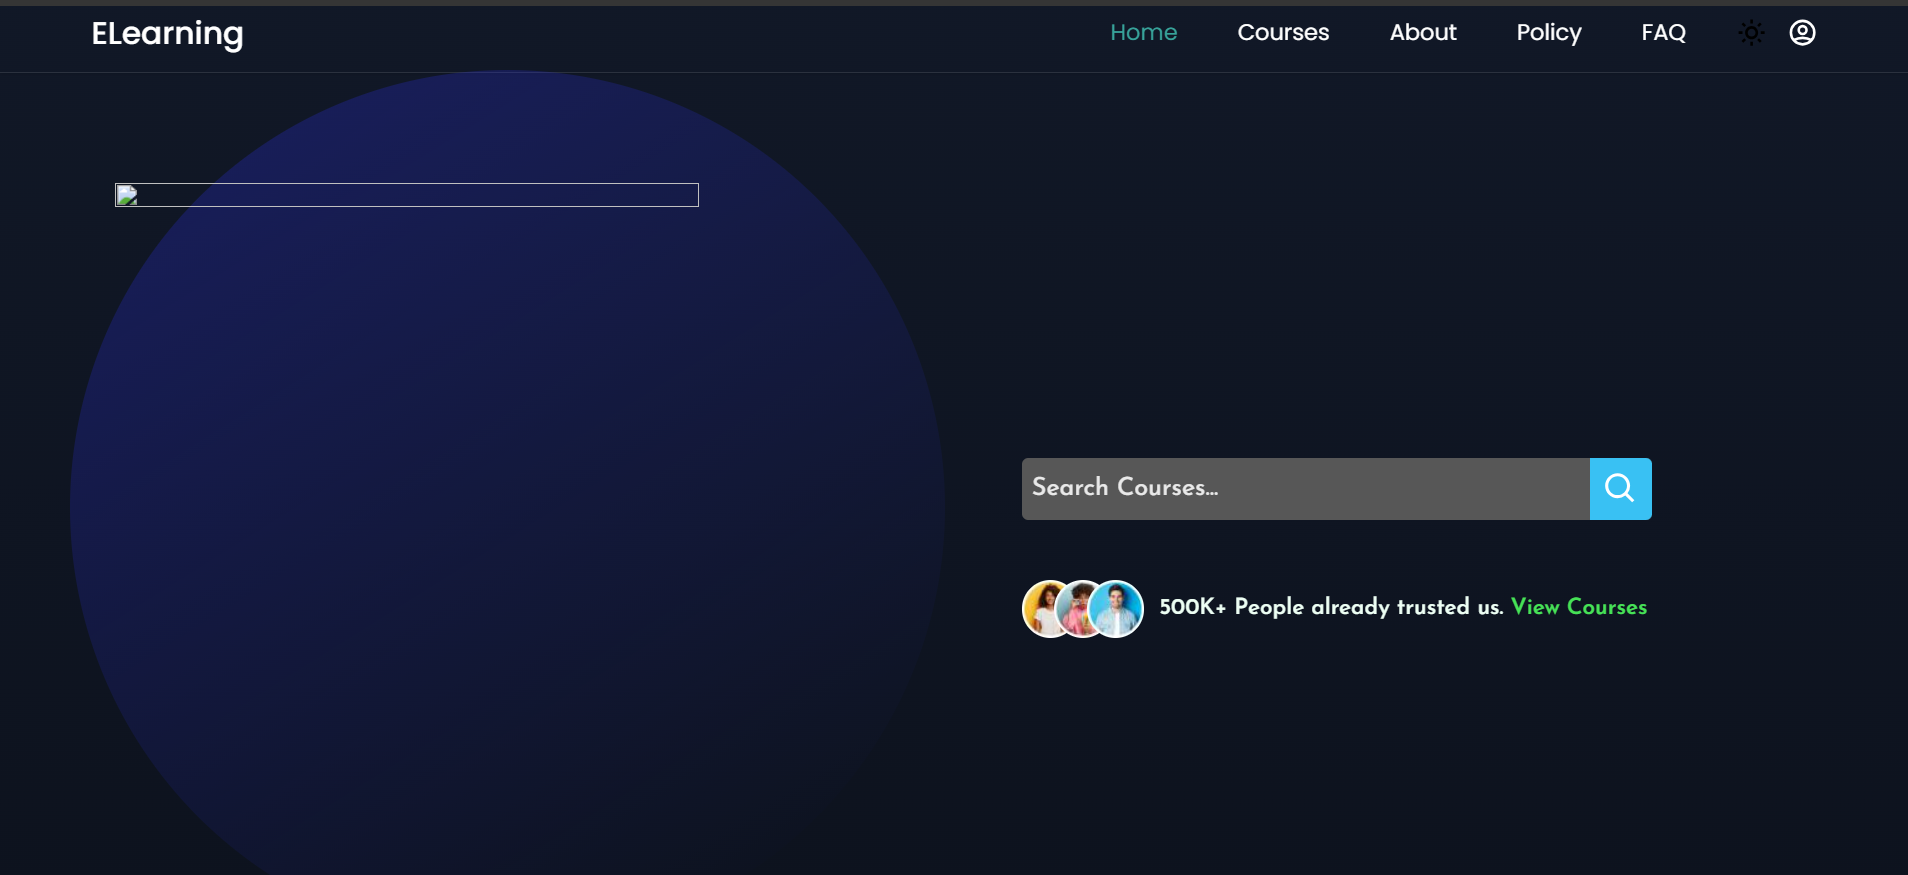 ELearning
Home Courses About Policy FAQ
Search Courses...
500K+ People already trusted us. View Courses